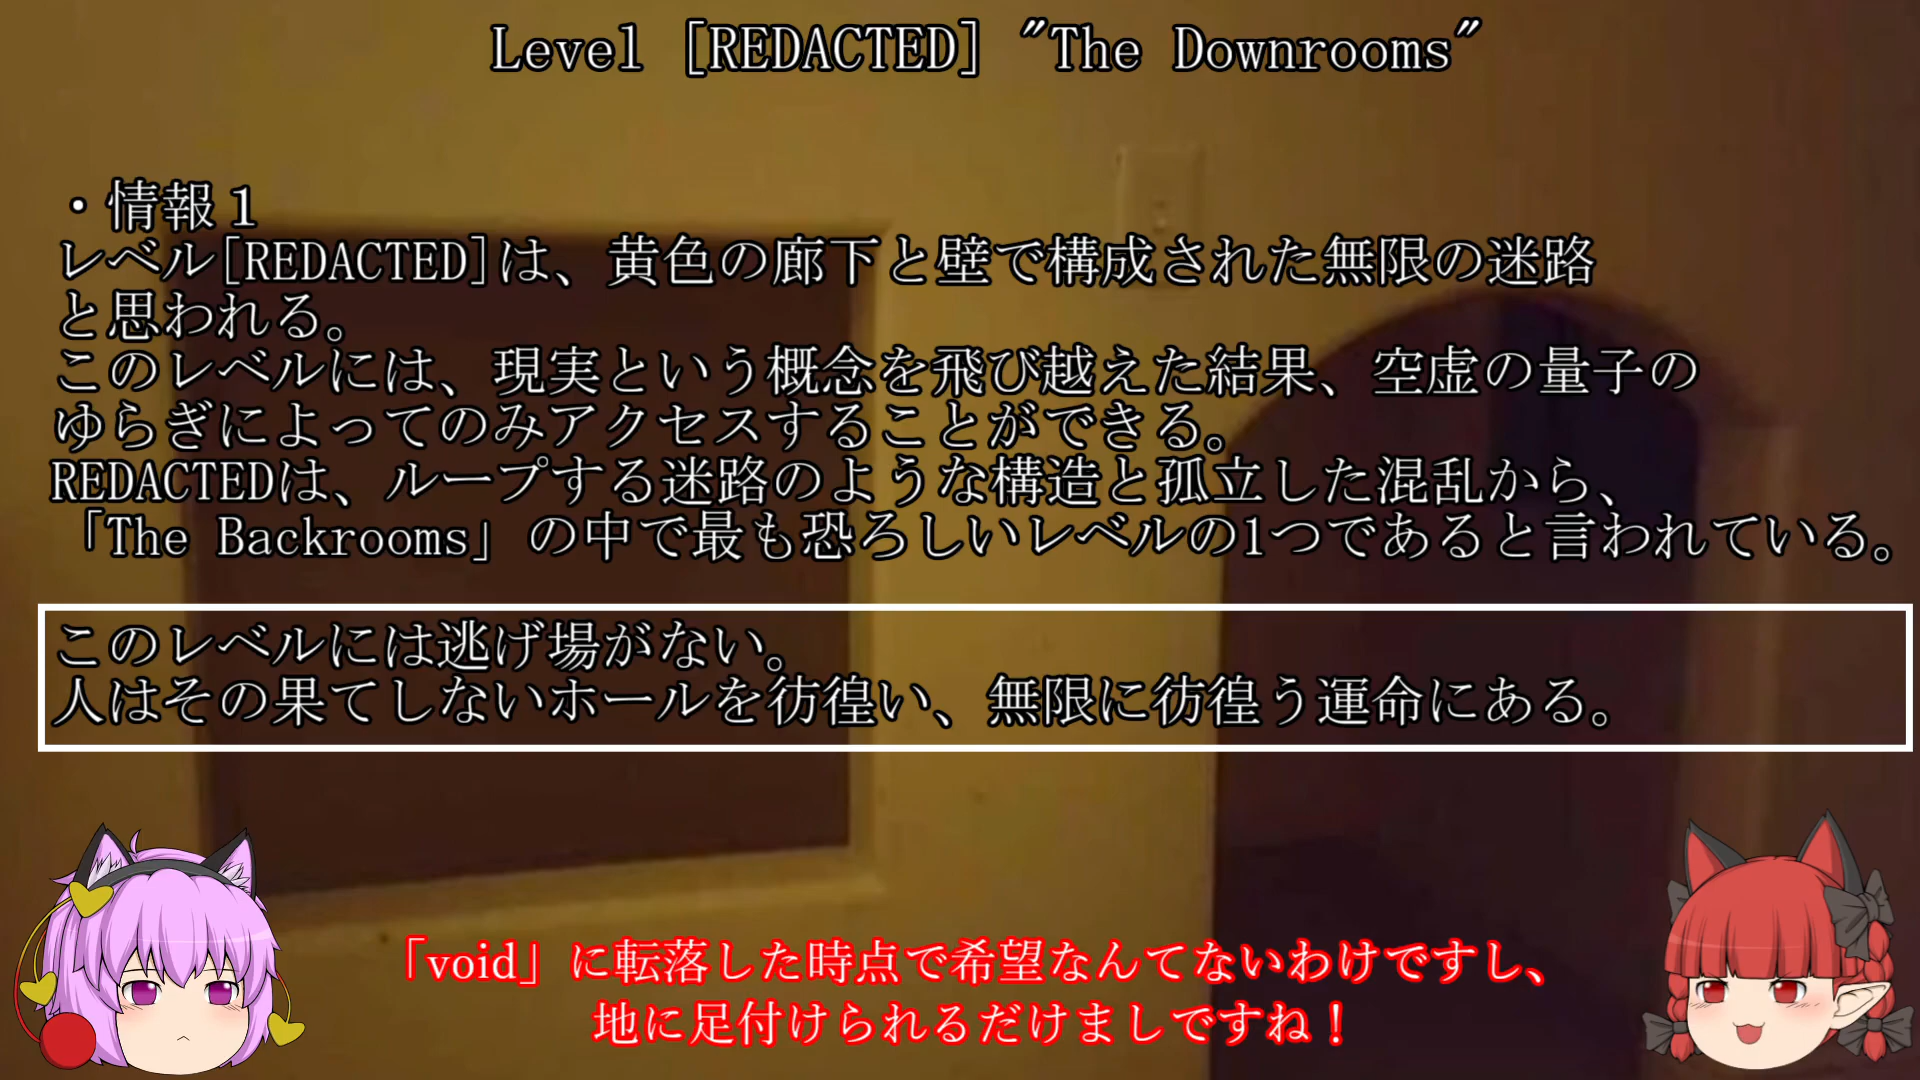 Level [REDACTED] "The Downrooms"
・情報１
レベル[REDACTED]は、黄色の廊下と壁で構成された無限の迷路
と思われる。
このレベルには、現実という概念を飛び越えた結果、空虚の量子の
ゆらぎによってのみアクセスすることができる。
REDACTEDは、ループする迷路のような構造と孤立した混乱から、
「The Backrooms」の中で最も恐ろしいレベルの1つであると言われている。
このレベルには逃げ場がない。
人はその果てしないホールを彷徨い、無限に彷徨う運命にある。
「void」に転落した時点で希望なんてないわけですし、
地に足付けられるだけましですね！